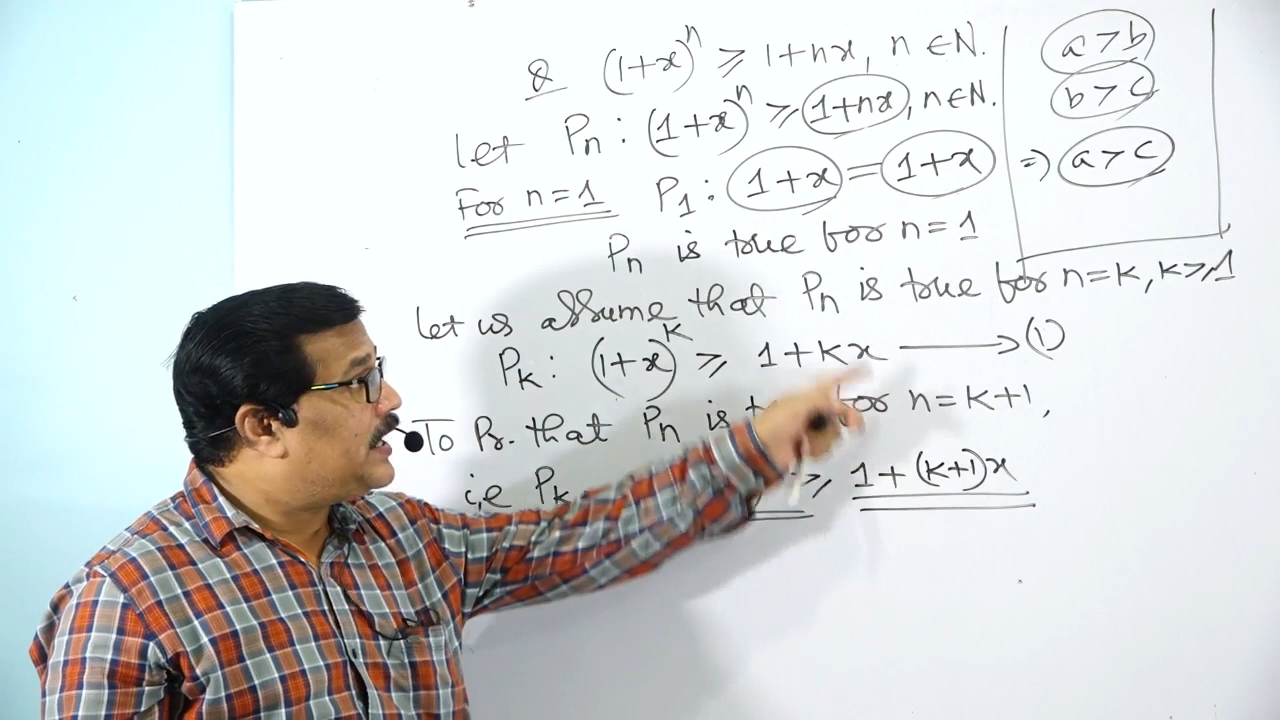 Q (1+x)^n ≥ 1+nx, n ∈ N.
Let Pn : (1+x)^n ≥ 1+nx, n ∈ N.
For n=1 P1 : 1+x = 1+x
Pn is true for n=1
Let us assume that Pn is true for n=k, k≥1
Pk : (1+x)^k ≥ 1+kx ⟶ (1)
To Pr. that Pn is for n=k+1,
i,e Pk ≥ 1+(k+1)x
a>b
b>c
⇒ a>c